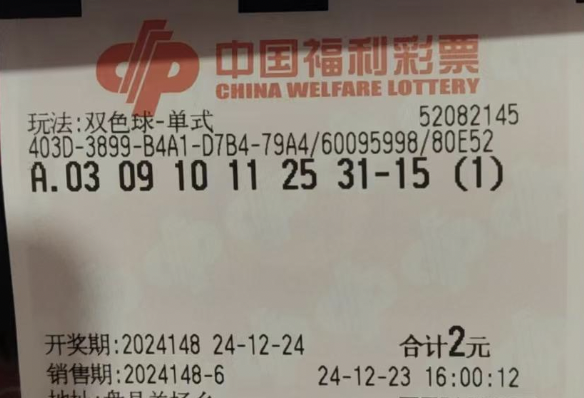 中国福利彩票
CHINA WELFARE LOTTERY
玩法:双色球-单式 52082145
403D-3899-B4A1-D7B4-79A4/60095998/80E52
A.03 09 10 11 25 31-15 (1)
开奖期:2024148 24-12-24 合计2元
销售期:2024148-6 24-12-23 16:00:12